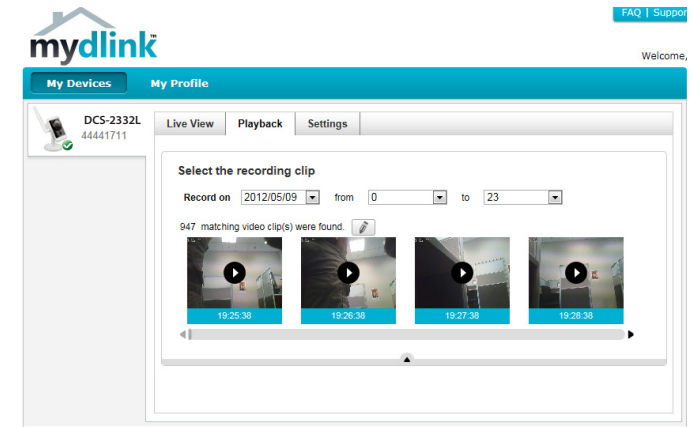 FAQ | Suppor
mydlink
Welcome,
My Devices My Profile
DCS-2332L
44441711
Live View Playback Settings
Select the recording clip
Record on 2012/05/09 from 0 to 23
947 matching video clip(s) were found.
19:25:38 19:26:38 19:27:38 19:28:38